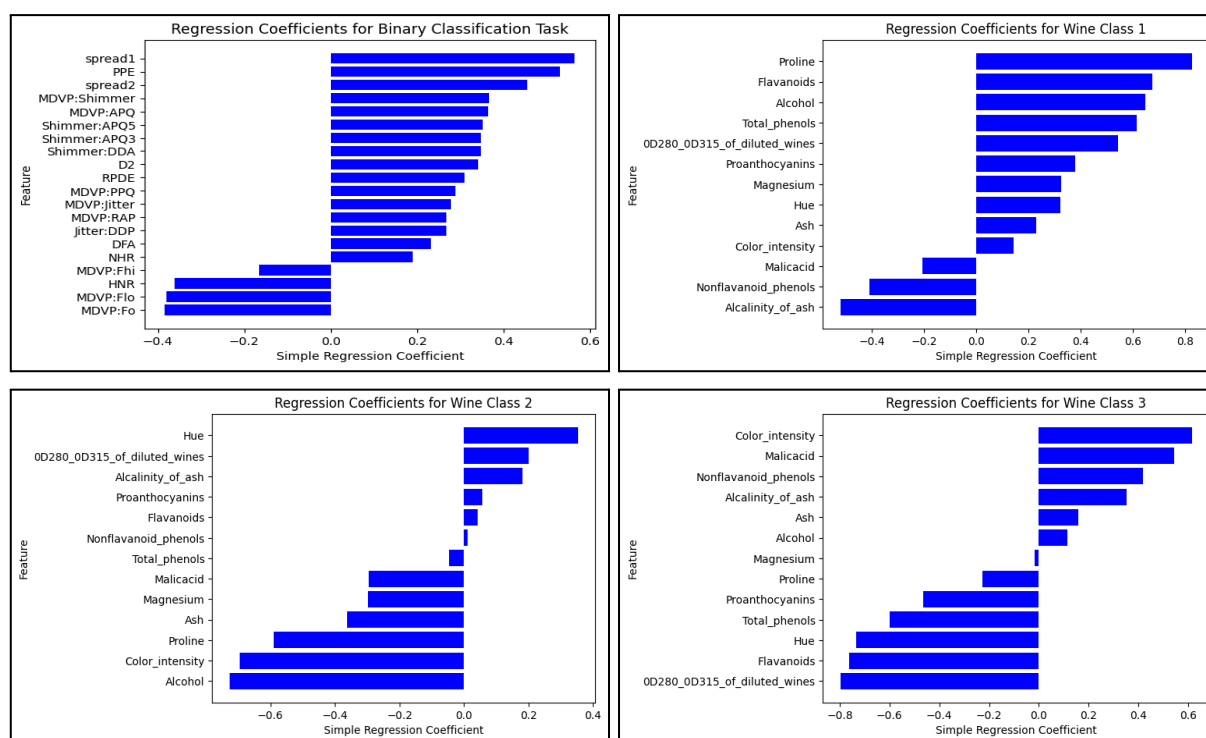 Regression Coefficients for Binary Classification Task
Feature
spread1
PPE
spread2
MDVP:Shimmer
MDVP:APQ
Shimmer:APQ5
Shimmer:APQ3
Shimmer:DDA
D2
RPDE
MDVP:PPQ
MDVP:Jitter
MDVP:RAP
Jitter:DDP
DFA
NHR
MDVP:Fhi
HNR
MDVP:Flo
MDVP:Fo
−0.4 −0.2 0.0 0.2 0.4 0.6
Simple Regression Coefficient
Regression Coefficients for Wine Class 1
Feature
Proline
Flavanoids
Alcohol
Total_phenols
0D280_0D315_of_diluted_wines
Proanthocyanins
Magnesium
Hue
Ash
Color_intensity
Malicacid
Nonflavanoid_phenols
Alcalinity_of_ash
−0.4 −0.2 0.0 0.2 0.4 0.6 0.8
Simple Regression Coefficient
Regression Coefficients for Wine Class 2
Feature
Hue
0D280_0D315_of_diluted_wines
Alcalinity_of_ash
Proanthocyanins
Flavanoids
Nonflavanoid_phenols
Total_phenols
Malicacid
Magnesium
Ash
Proline
Color_intensity
Alcohol
−0.6 −0.4 −0.2 0.0 0.2 0.4
Simple Regression Coefficient
Regression Coefficients for Wine Class 3
Feature
Color_intensity
Malicacid
Nonflavanoid_phenols
Alcalinity_of_ash
Ash
Alcohol
Magnesium
Proline
Proanthocyanins
Total_phenols
Hue
Flavanoids
0D280_0D315_of_diluted_wines
−0.8 −0.6 −0.4 −0.2 0.0 0.2 0.4 0.6
Simple Regression Coefficient